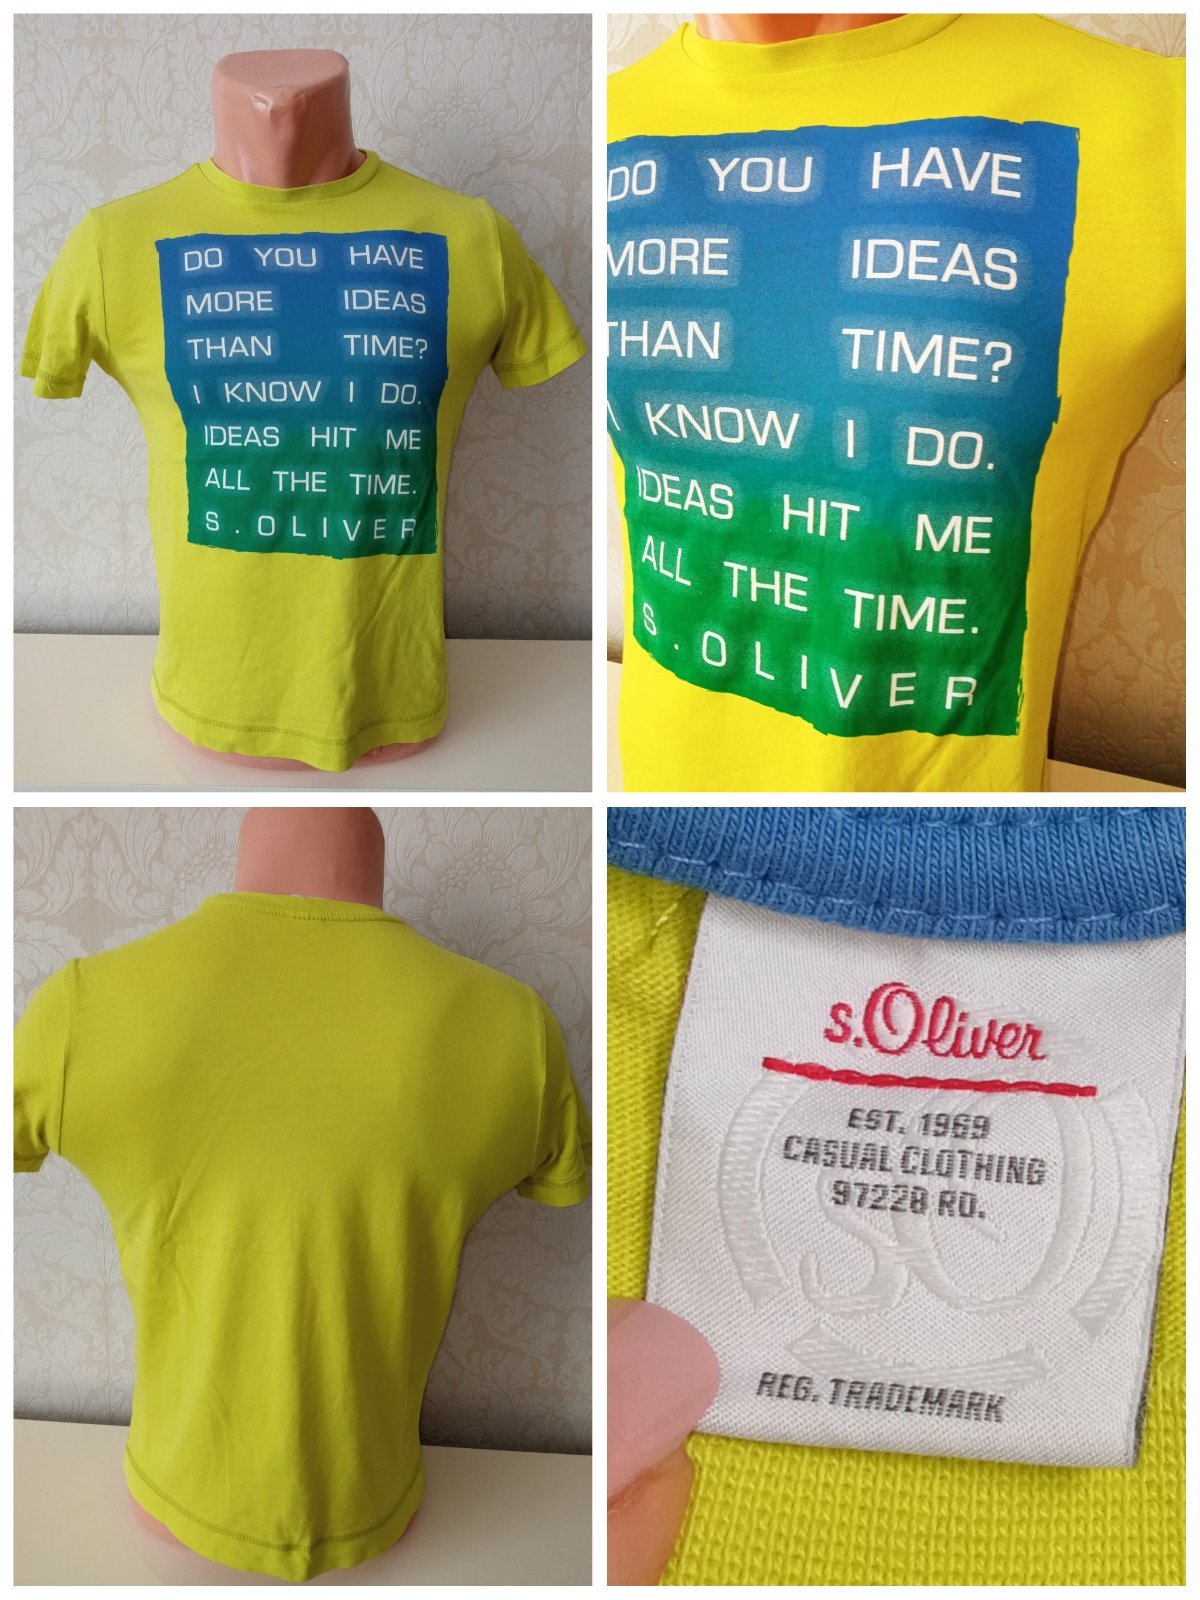 DO YOU HAVE
MORE IDEAS
THAN TIME?
I KNOW I DO.
IDEAS HIT ME
ALL THE TIME.
S.OLIVER
DO YOU HAVE
MORE IDEAS
THAN TIME?
I KNOW I DO.
IDEAS HIT ME
ALL THE TIME.
S.OLIVER
s.Oliver
EST. 1969
CASUAL CLOTHING
97228 RO.
SO
REG. TRADEMARK